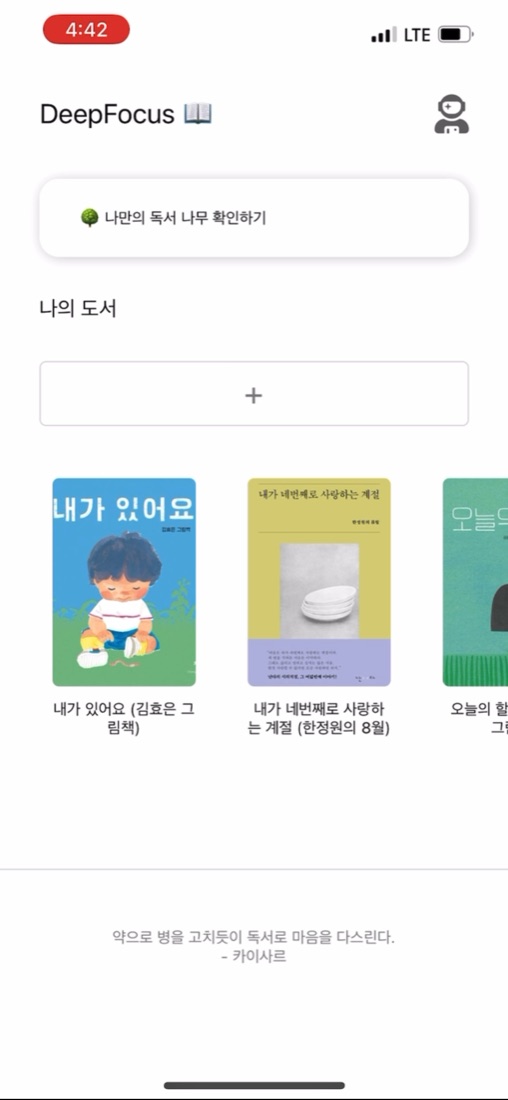 4:42
LTE
DeepFocus 📖
🌳 나만의 독서 나무 확인하기
나의 도서
+
내가 있어요
김효은 그림책
내가 네번째로 사랑하는 계절
한정원의 8월
오늘의
내가 있어요 (김효은 그
림책)
내가 네번째로 사랑하
는 계절 (한정원의 8월)
오늘의 할
그림
약으로 병을 고치듯이 독서로 마음을 다스린다.
- 카이사르